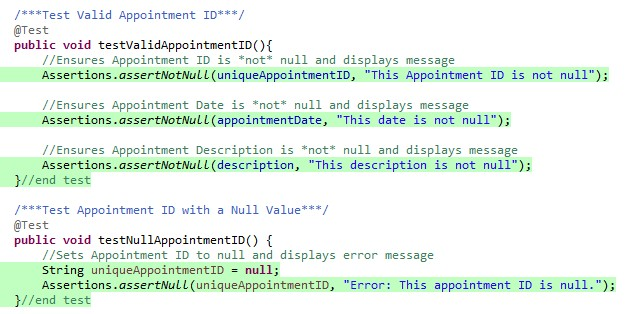 /***Test Valid Appointment ID***/
@Test
public void testValidAppointmentID(){
//Ensures Appointment ID is *not* null and displays message
Assertions.assertNotNull(uniqueAppointmentID, "This Appointment ID is not null");
//Ensures Appointment Date is *not* null and displays message
Assertions.assertNotNull(appointmentDate, "This date is not null");
//Ensures Appointment Description is *not* null and displays message
Assertions.assertNotNull(description, "This description is not null");
}//end test
/***Test Appointment ID with a Null Value***/
@Test
public void testNullAppointmentID() {
//Sets Appointment ID to null and displays error message
String uniqueAppointmentID = null;
Assertions.assertNull(uniqueAppointmentID, "Error: This appointment ID is null.");
}//end test